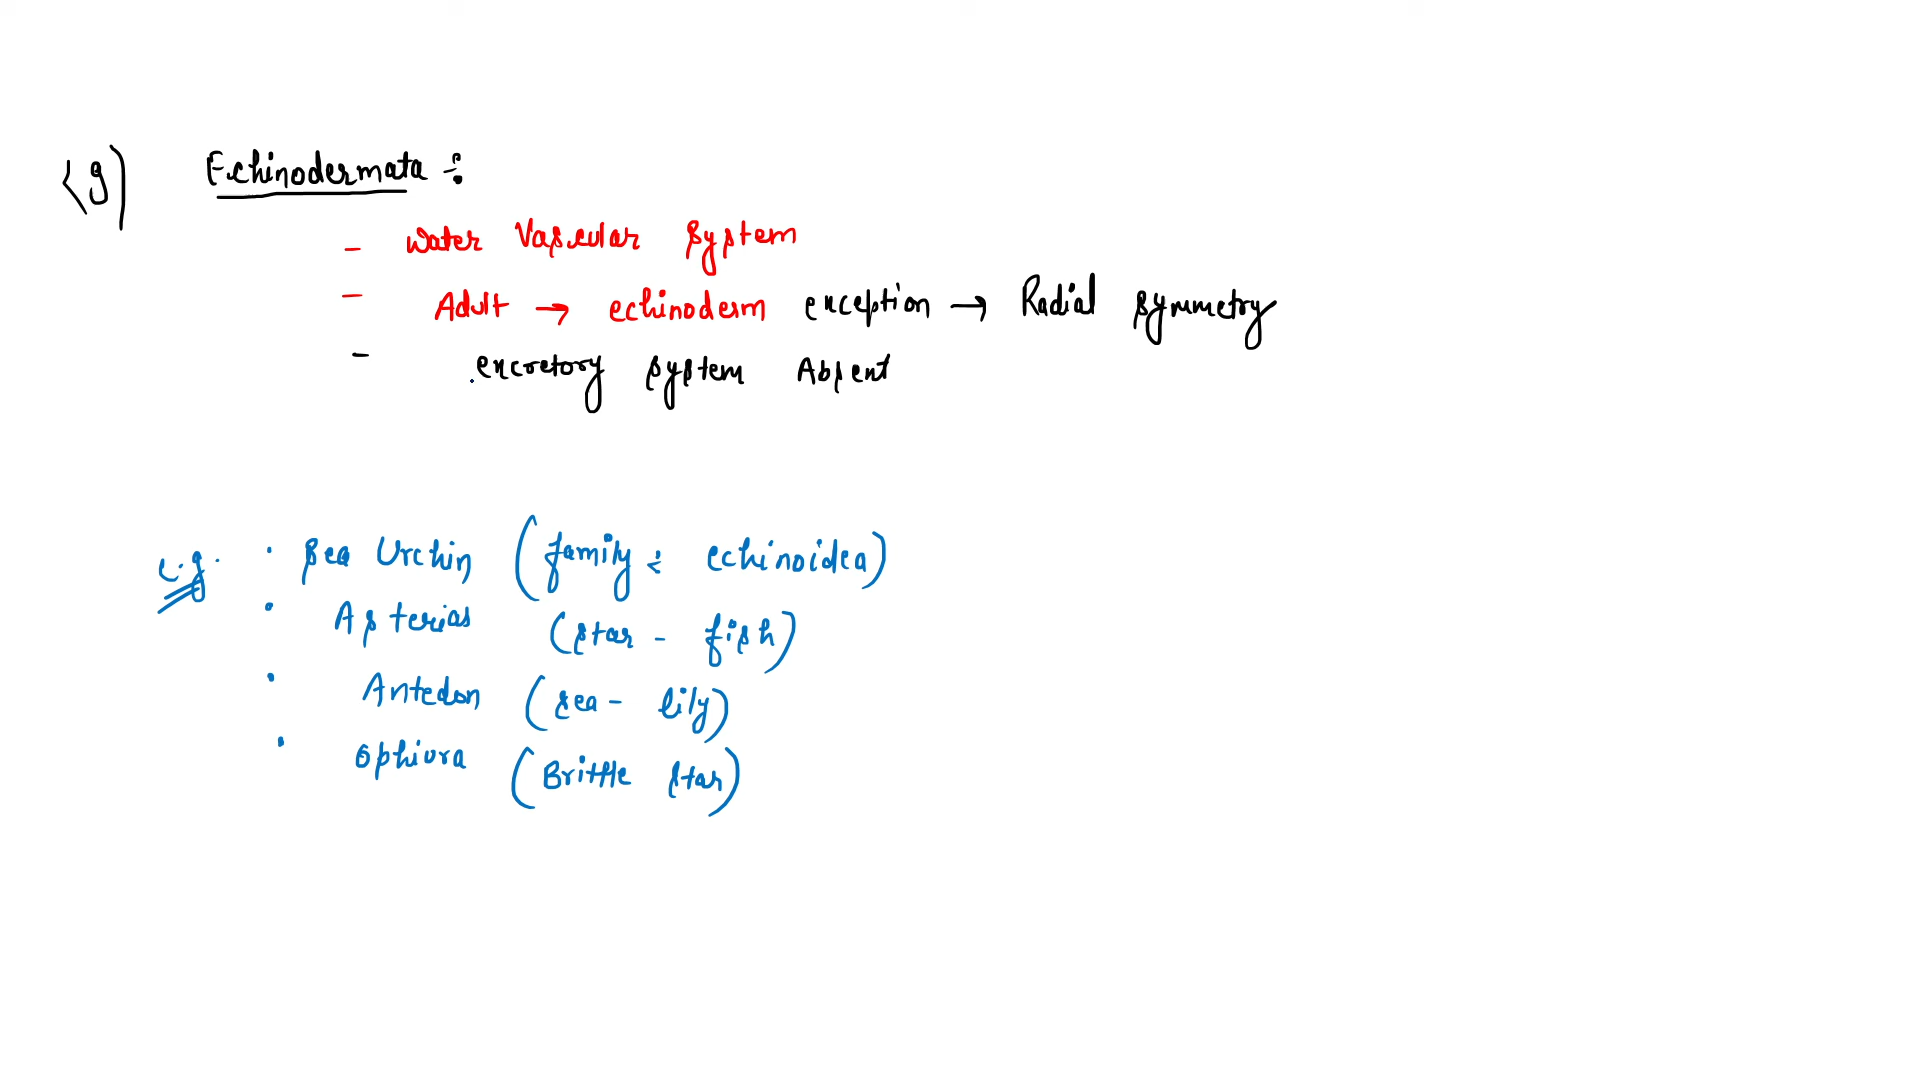 (g) Echinodermata ÷
- Water Vascular System
- Adult → echinoderm exception → Radial Symmetry
- excretory System Absent
e.g. • Sea Urchin (family ÷ echinoidea)
• Asterias (Star - fish)
• Antedon (Sea - lily)
• Ophiura (Brittle Star)